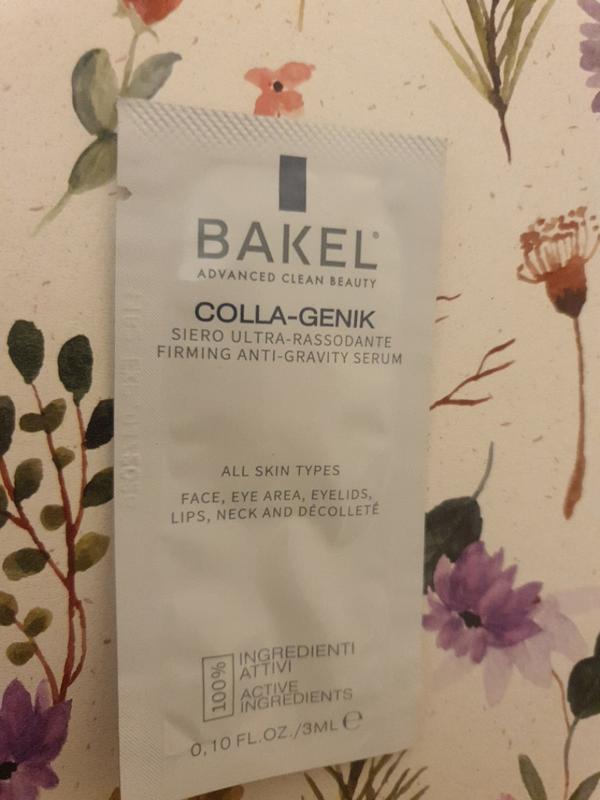 BAKEL®
ADVANCED CLEAN BEAUTY
COLLA-GENIK
SIERO ULTRA-RASSODANTE
FIRMING ANTI-GRAVITY SERUM
ALL SKIN TYPES
FACE, EYE AREA, EYELIDS,
LIPS, NECK AND DÉCOLLETÉ
100%
INGREDIENTI
ATTIVI
ACTIVE
INGREDIENTS
0,10 FL.OZ./3ML ℮